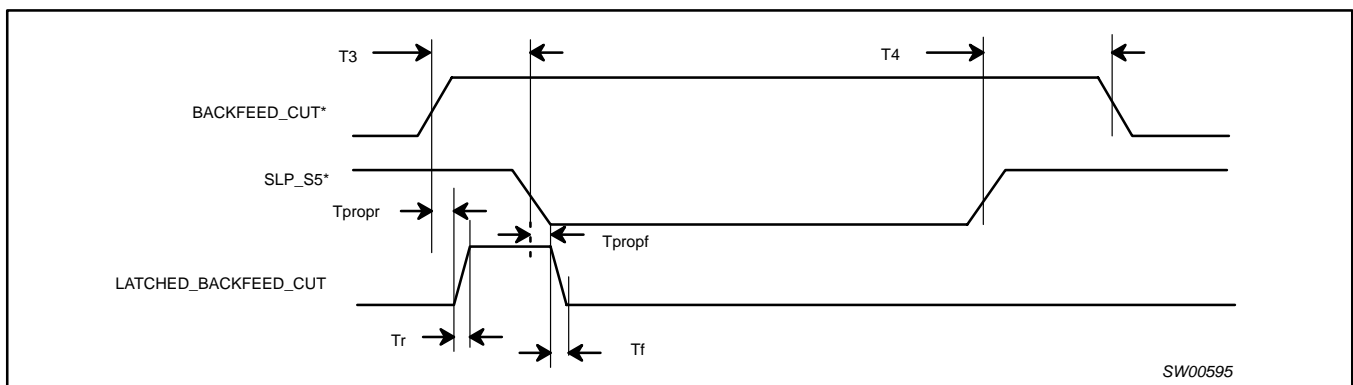 T3
T4
BACKFEED_CUT*
SLP_S5*
Tpropr
Tpropf
LATCHED_BACKFEED_CUT
Tr
Tf
SW00595